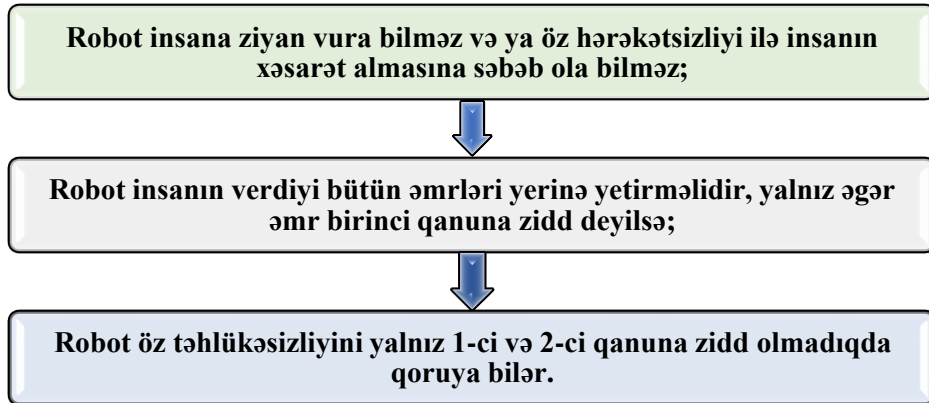 Robot insana ziyan vura bilməz və ya öz hərəkətsizliyi ilə insanın
xəsarət almasına səbəb ola bilməz;
Robot insanın verdiyi bütün əmrləri yerinə yetirməlidir, yalnız əgər
əmr birinci qanuna zidd deyilsə;
Robot öz təhlükəsizliyini yalnız 1-ci və 2-ci qanuna zidd olmadıqda
qoruya bilər.